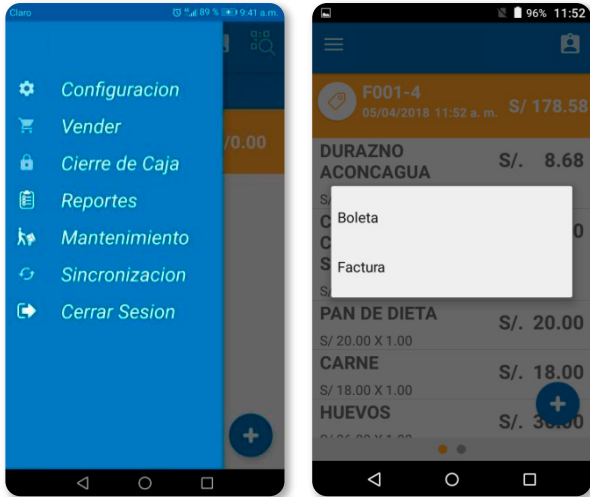 Claro 89 % 9:41 a.m.
Configuracion
Vender
/0.00
Cierre de Caja
Reportes
Mantenimiento
Sincronizacion
Cerrar Sesion
96% 11:52
F001-4
05/04/2018 11:52 a. m.
S/ 178.58
DURAZNO
ACONCAGUA
S/. 8.68
Boleta
Factura
PAN DE DIETA
S/. 20.00
S/ 20.00 X 1.00
CARNE
S/. 18.00
S/ 18.00 X 1.00
HUEVOS
S/.